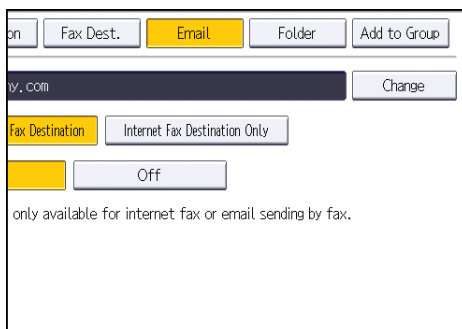 on Fax Dest. Email Folder Add to Group
ny.com Change
Fax Destination Internet Fax Destination Only
Off
only available for internet fax or email sending by fax.